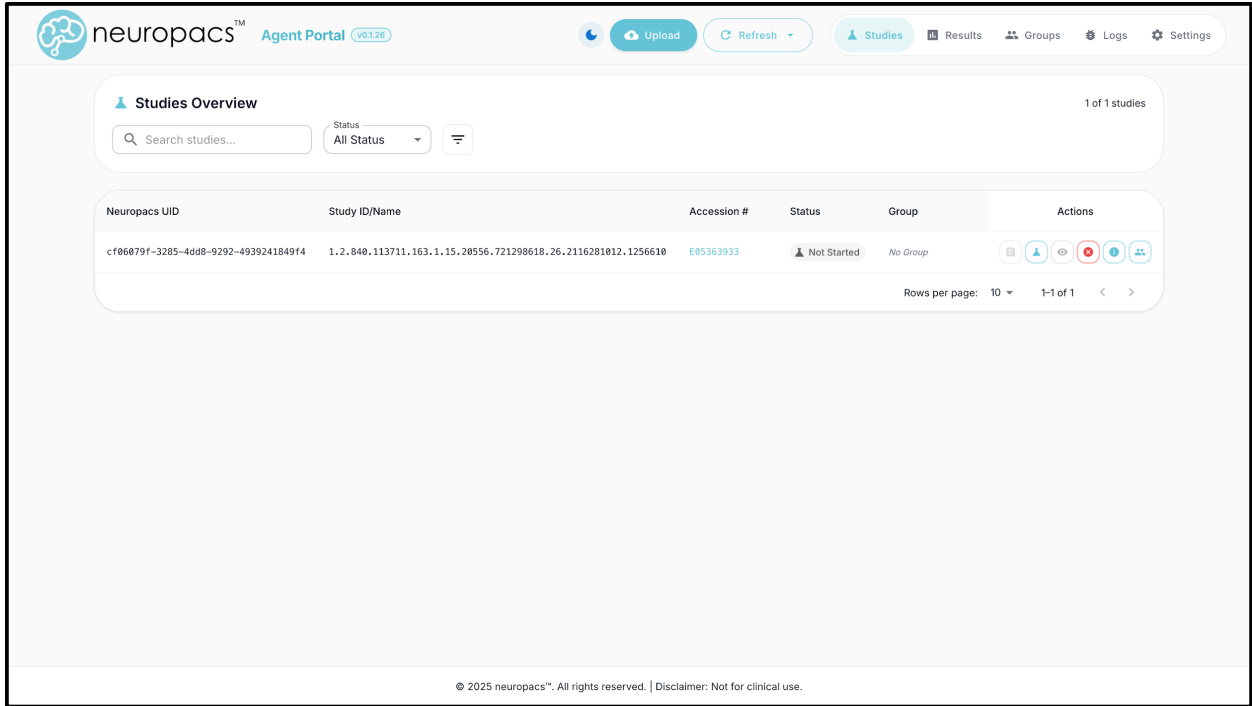 neuropacs™ Agent Portal v0.1.26 Upload Refresh Studies Results Groups Logs Settings
Studies Overview 1 of 1 studies
Status
Search studies... All Status
Neuropacs UID Study ID/Name Accession # Status Group Actions
cf06079f-3285-4dd8-9292-4939241849f4 1.2.840.113711.163.1.15.20556.721298618.26.2116281012.1256610 E05363933 Not Started No Group
Rows per page: 10 1–1 of 1
© 2025 neuropacs™. All rights reserved. | Disclaimer: Not for clinical use.